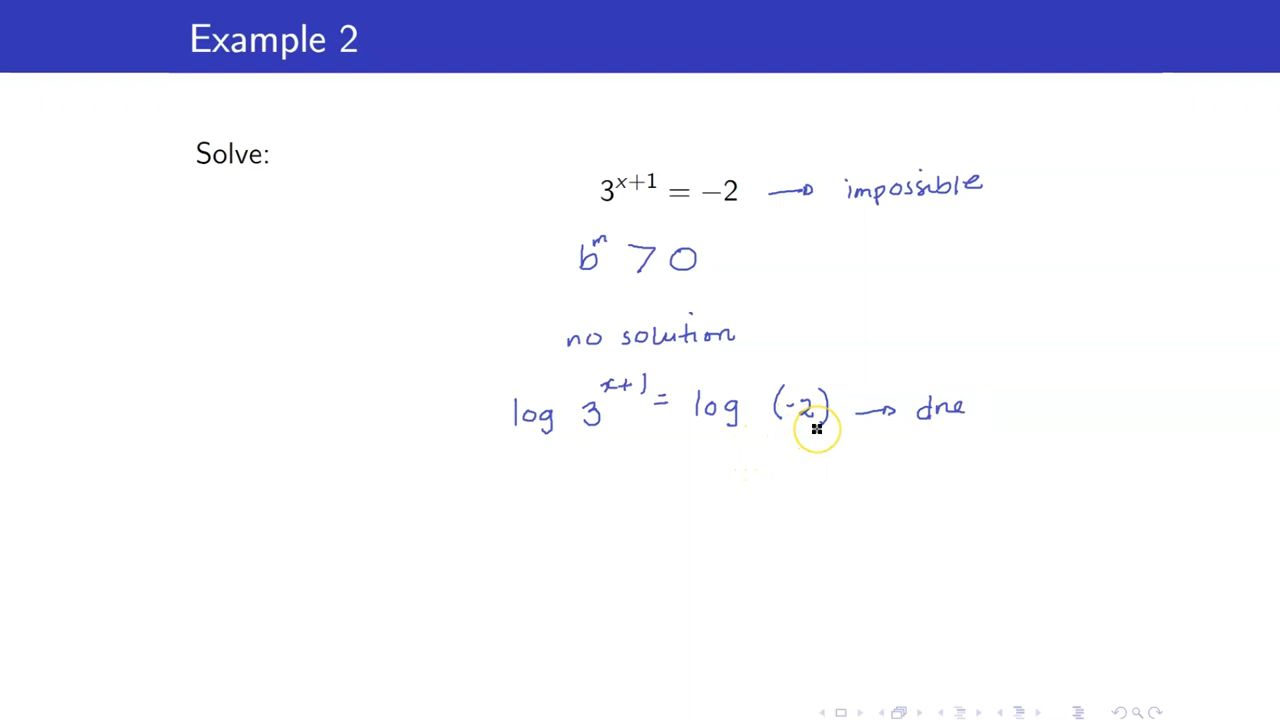 Example 2
Solve:
3^{x+1} = −2 → impossible
b^m > 0
no solution
log 3^{x+1} = log (-2) → dne